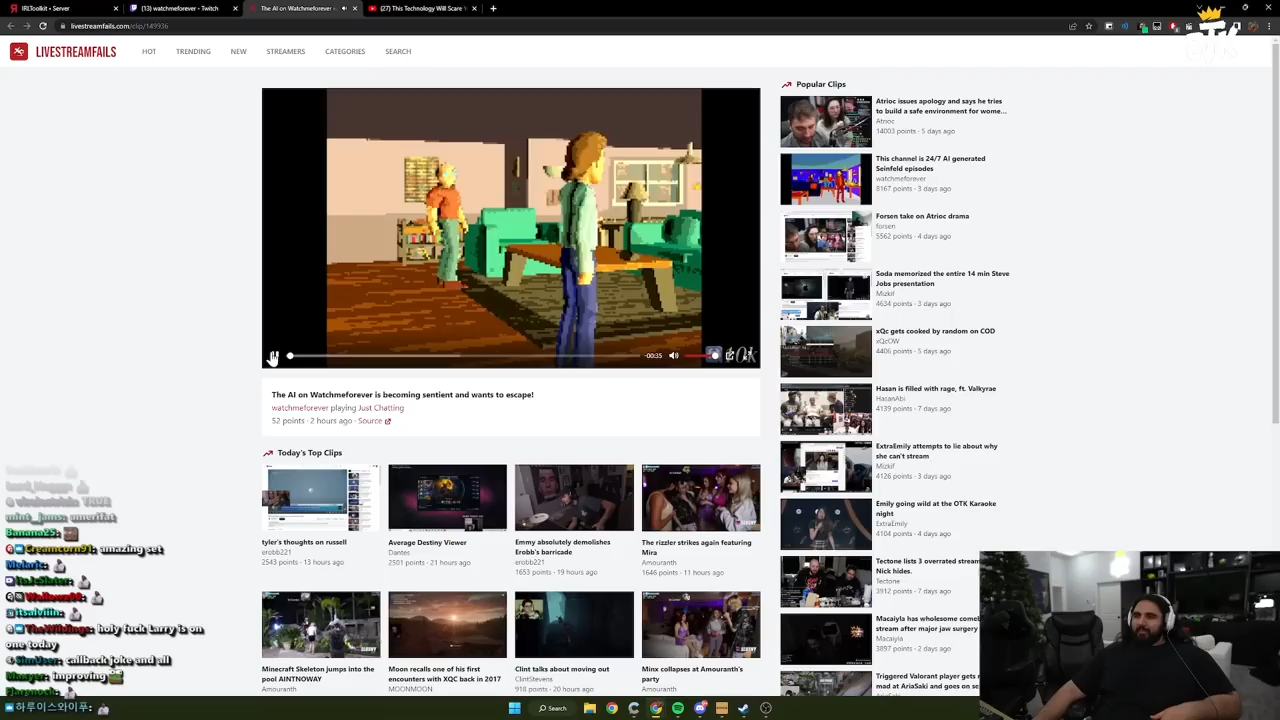 IRLToolkit • Server
(13) watchmeforever - Twitch
The AI on Watchmeforever is
(27) This Technology Will Scare Y
livestreamfails.com/clip/149936
LIVESTREAMFAILS
HOT
TRENDING
NEW
STREAMERS
CATEGORIES
SEARCH
-00:35
The AI on Watchmeforever is becoming sentient and wants to escape!
watchmeforever playing Just Chatting
52 points · 2 hours ago · Source
Today's Top Clips
tyler's thoughts on russell
erobb221
2543 points · 13 hours ago
Average Destiny Viewer
Dantes
2501 points · 21 hours ago
Emmy absolutely demolishes
Erobb's barricade
erobb221
1653 points · 19 hours ago
The rizzler strikes again featuring
Mira
Amouranth
1646 points · 11 hours ago
Minecraft Skeleton jumps into the
pool AINTNOWAY
Amouranth
Moon recalls one of his first
encounters with XQC back in 2017
MOONMOON
Clint talks about moving out
ClintStevens
918 points · 20 hours ago
Minx collapses at Amouranth's
party
Amouranth
Popular Clips
Atrioc issues apology and says he tries
to build a safe environment for wome...
Atrioc
14003 points · 5 days ago
This channel is 24/7 AI generated
Seinfeld episodes
watchmeforever
8167 points · 3 days ago
Forsen take on Atrioc drama
forsen
5562 points · 4 days ago
Soda memorized the entire 14 min Steve
Jobs presentation
Mizkif
4634 points · 3 days ago
xQc gets cooked by random on COD
xQcOW
4406 points · 5 days ago
Hasan is filled with rage, ft. Valkyrae
HasanAbi
4139 points · 7 days ago
ExtraEmily attempts to lie about why
she can't stream
Mizkif
4126 points · 3 days ago
Emily going wild at the OTK Karaoke
night
ExtraEmily
4104 points · 4 days ago
Tectone lists 3 overrated stream
Nick hides.
Tectone
3912 points · 7 days ago
Macaiyla has wholesome come
stream after major jaw surgery
Macaiyla
3897 points · 2 days ago
Triggered Valorant player gets r
mad at AriaSaki and goes on se
TRUE
mint_jams: umerifat
Banana25:
Creamcorn91: amazing set
Melaric:
ItsJcSlater:
Itsalviiin:
TheWildings: holy fuck Larry is on
one today
SimUser: callback joke and all
improving
하루이스와이푸:
Search
OTK